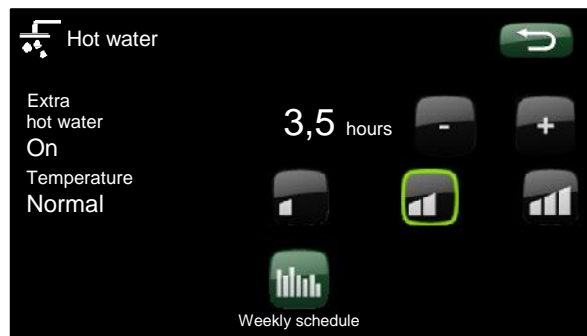 Hot water
Extra
hot water
On
3,5 hours
-
+
Temperature
Normal
Weekly schedule